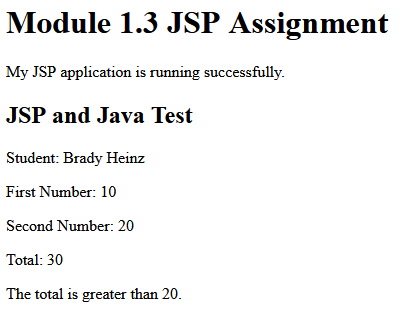 Module 1.3 JSP Assignment
My JSP application is running successfully.
JSP and Java Test
Student: Brady Heinz
First Number: 10
Second Number: 20
Total: 30
The total is greater than 20.